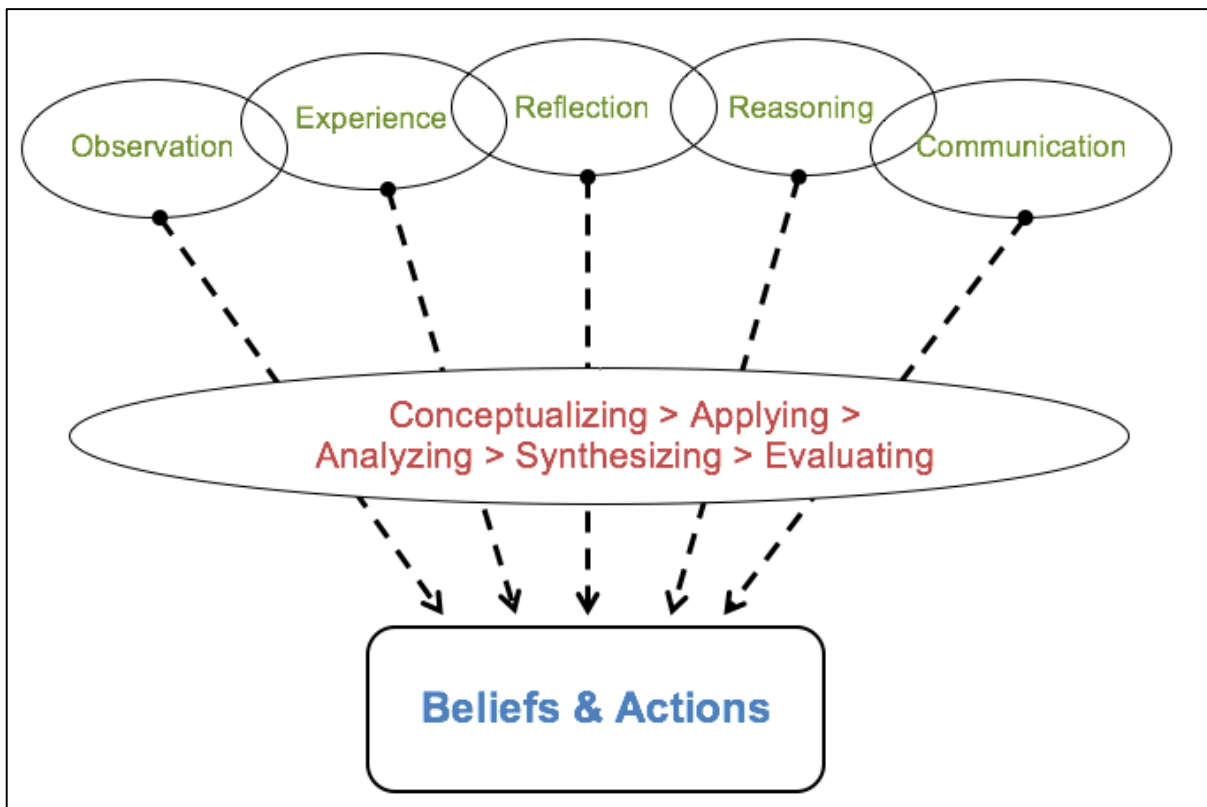 Observation
Experience
Reflection
Reasoning
Communication
Conceptualizing > Applying >
Analyzing > Synthesizing > Evaluating
Beliefs & Actions